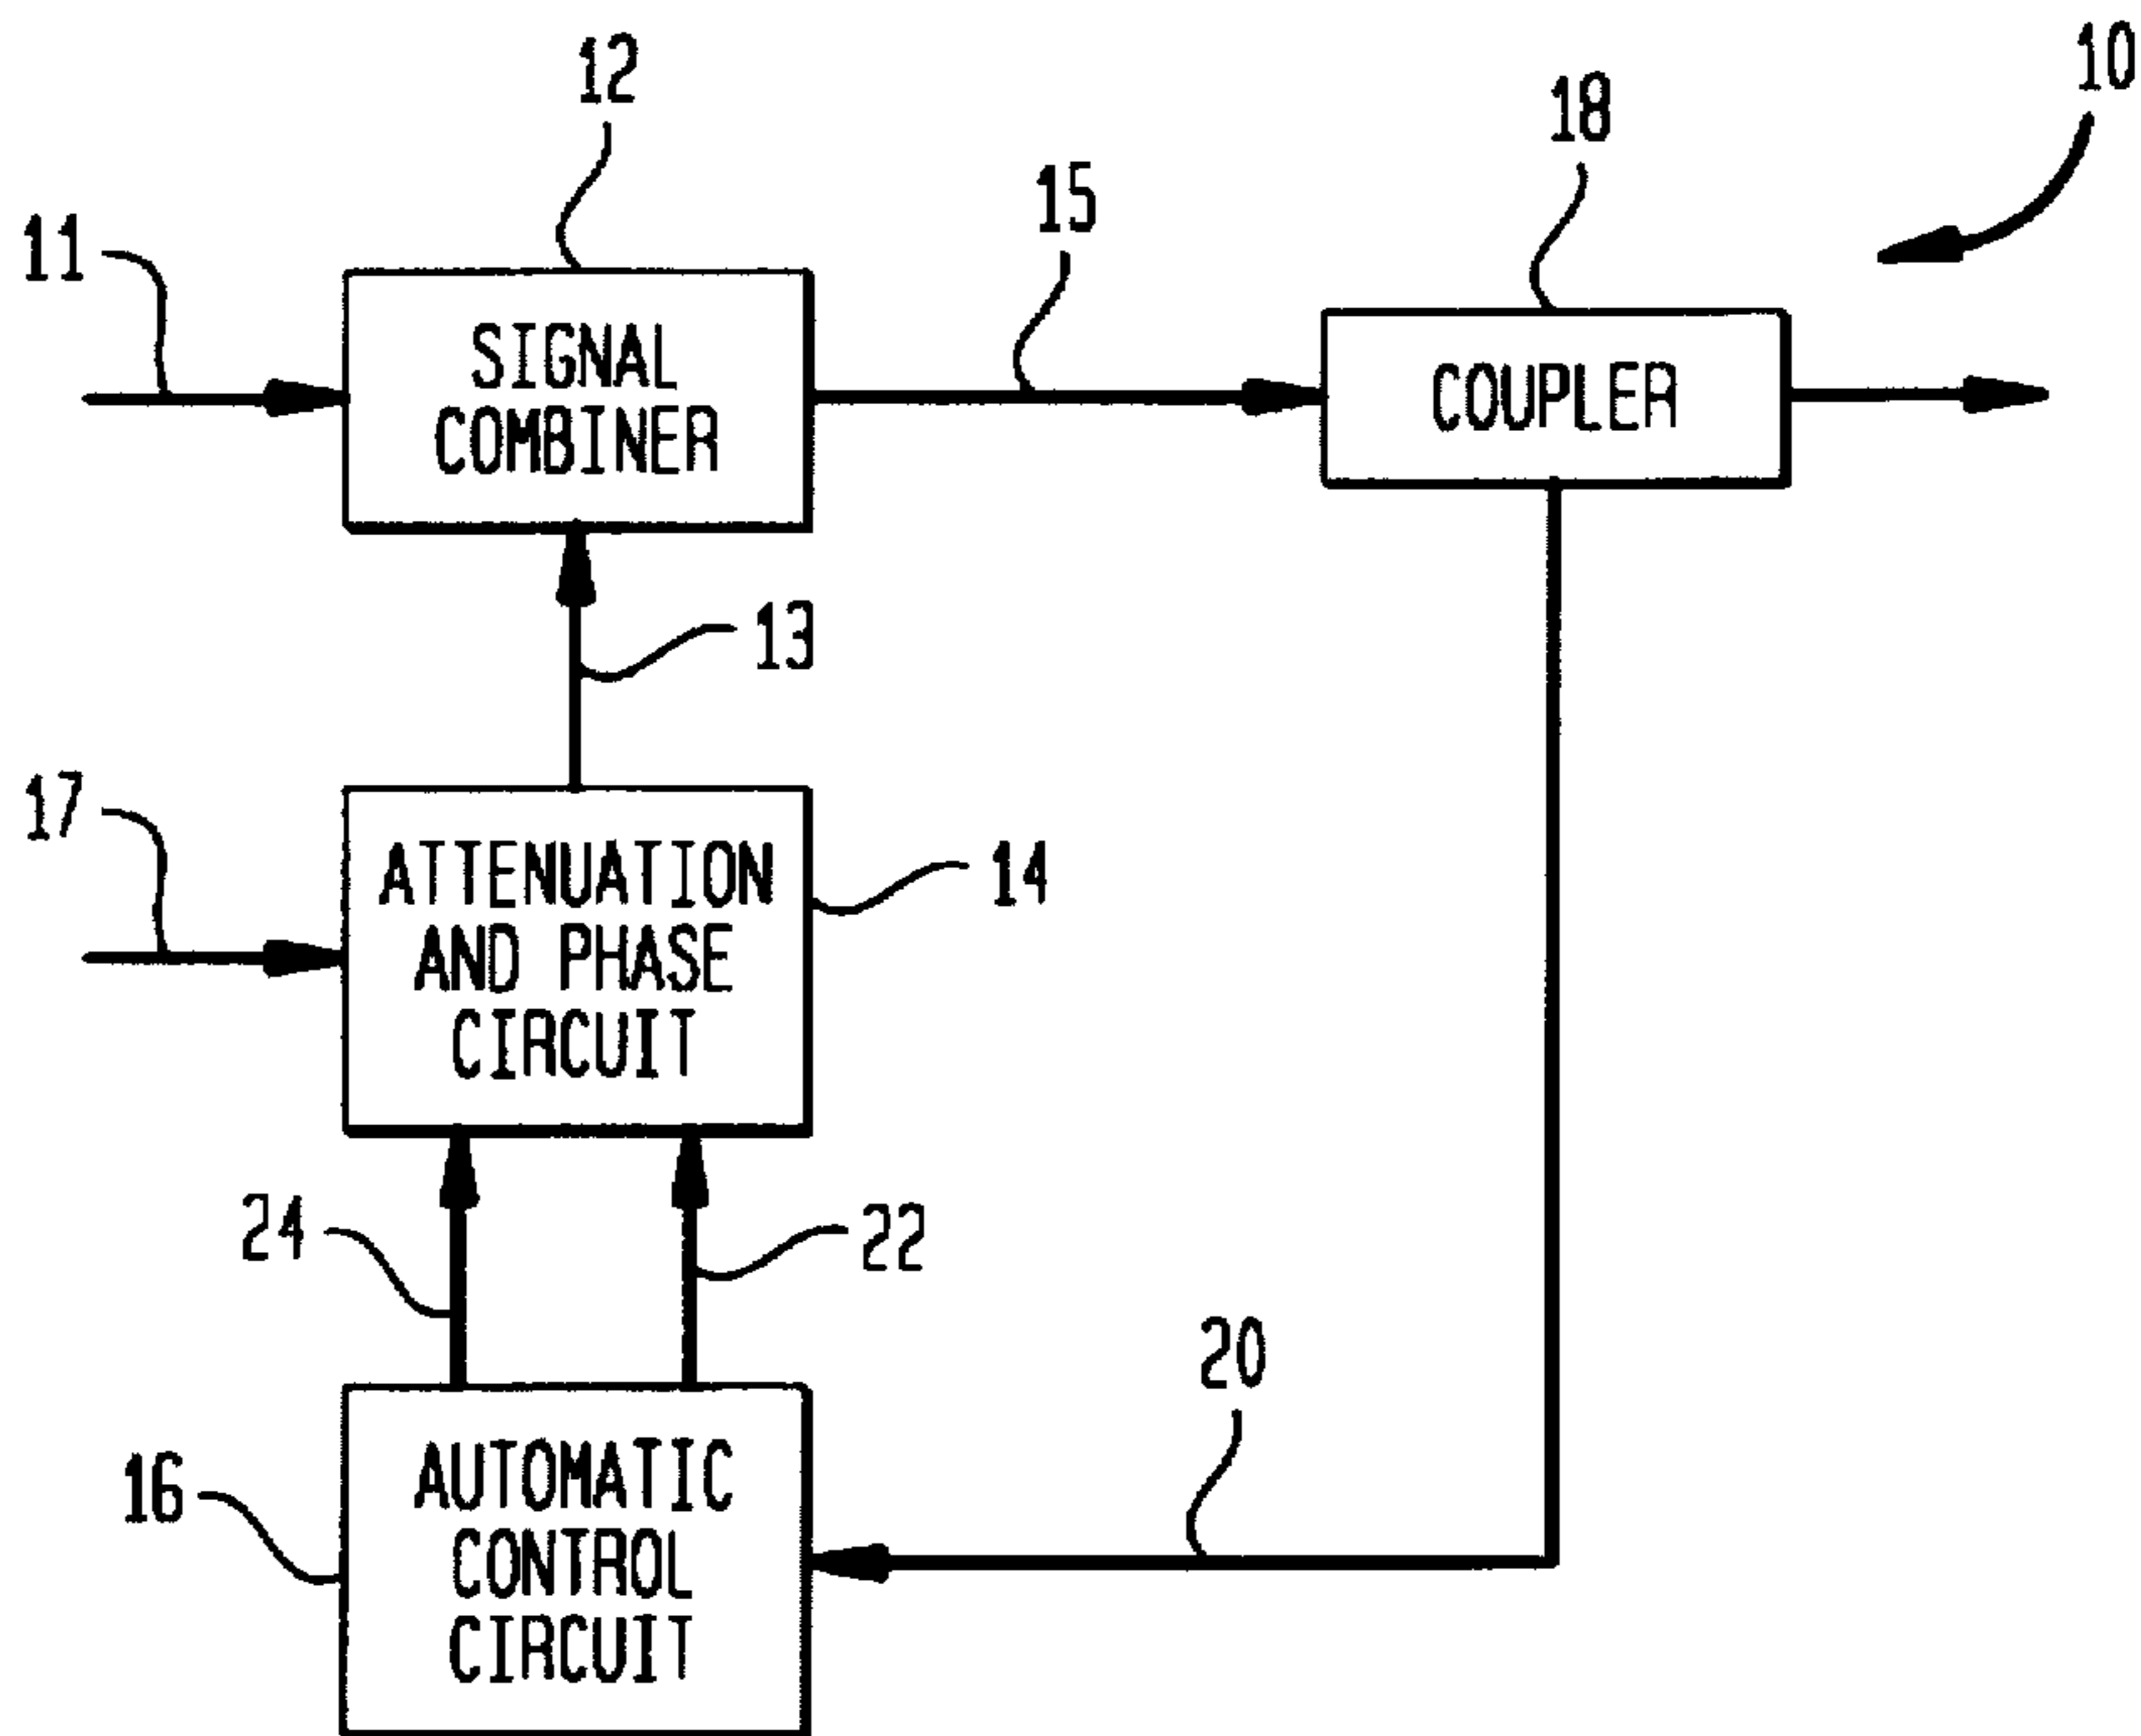 10
12
18
15
11
SIGNAL
COMBINER
COUPLER
13
17
ATTENUATION
AND PHASE
CIRCUIT
14
24
22
20
16
AUTOMATIC
CONTROL
CIRCUIT